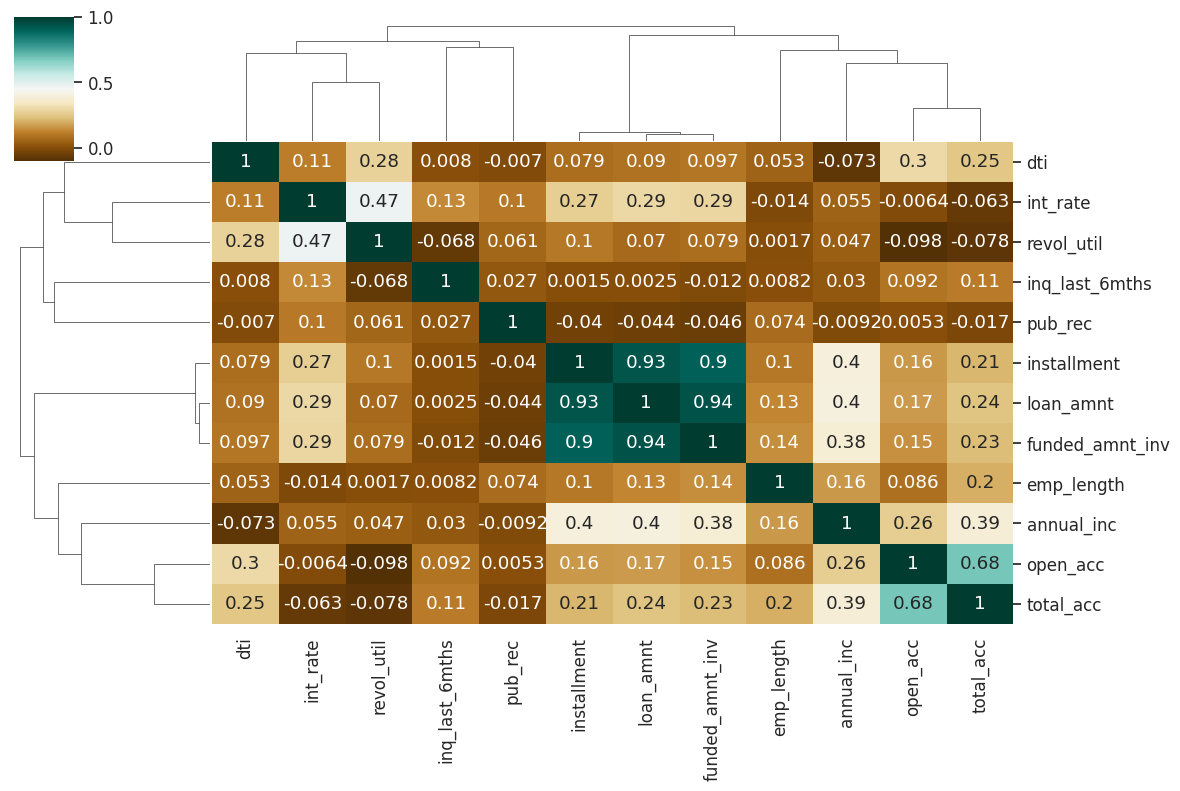 1.0
0.5
0.0
1 0.11 0.28 0.008 -0.007 0.079 0.09 0.097 0.053 -0.073 0.3 0.25 dti
0.11 1 0.47 0.13 0.1 0.27 0.29 0.29 -0.014 0.055 -0.0064 -0.063 int_rate
0.28 0.47 1 -0.068 0.061 0.1 0.07 0.079 0.0017 0.047 -0.098 -0.078 revol_util
0.008 0.13 -0.068 1 0.027 0.0015 0.0025 -0.012 0.0082 0.03 0.092 0.11 inq_last_6mths
-0.007 0.1 0.061 0.027 1 -0.04 -0.044 -0.046 0.074 -0.0092 0.0053 -0.017 pub_rec
0.079 0.27 0.1 0.0015 -0.04 1 0.93 0.9 0.1 0.4 0.16 0.21 installment
0.09 0.29 0.07 0.0025 -0.044 0.93 1 0.94 0.13 0.4 0.17 0.24 loan_amnt
0.097 0.29 0.079 -0.012 -0.046 0.9 0.94 1 0.14 0.38 0.15 0.23 funded_amnt_inv
0.053 -0.014 0.0017 0.0082 0.074 0.1 0.13 0.14 1 0.16 0.086 0.2 emp_length
-0.073 0.055 0.047 0.03 -0.0092 0.4 0.4 0.38 0.16 1 0.26 0.39 annual_inc
0.3 -0.0064 -0.098 0.092 0.0053 0.16 0.17 0.15 0.086 0.26 1 0.68 open_acc
0.25 -0.063 -0.078 0.11 -0.017 0.21 0.24 0.23 0.2 0.39 0.68 1 total_acc
dti
int_rate
revol_util
inq_last_6mths
pub_rec
installment
loan_amnt
funded_amnt_inv
emp_length
annual_inc
open_acc
total_acc